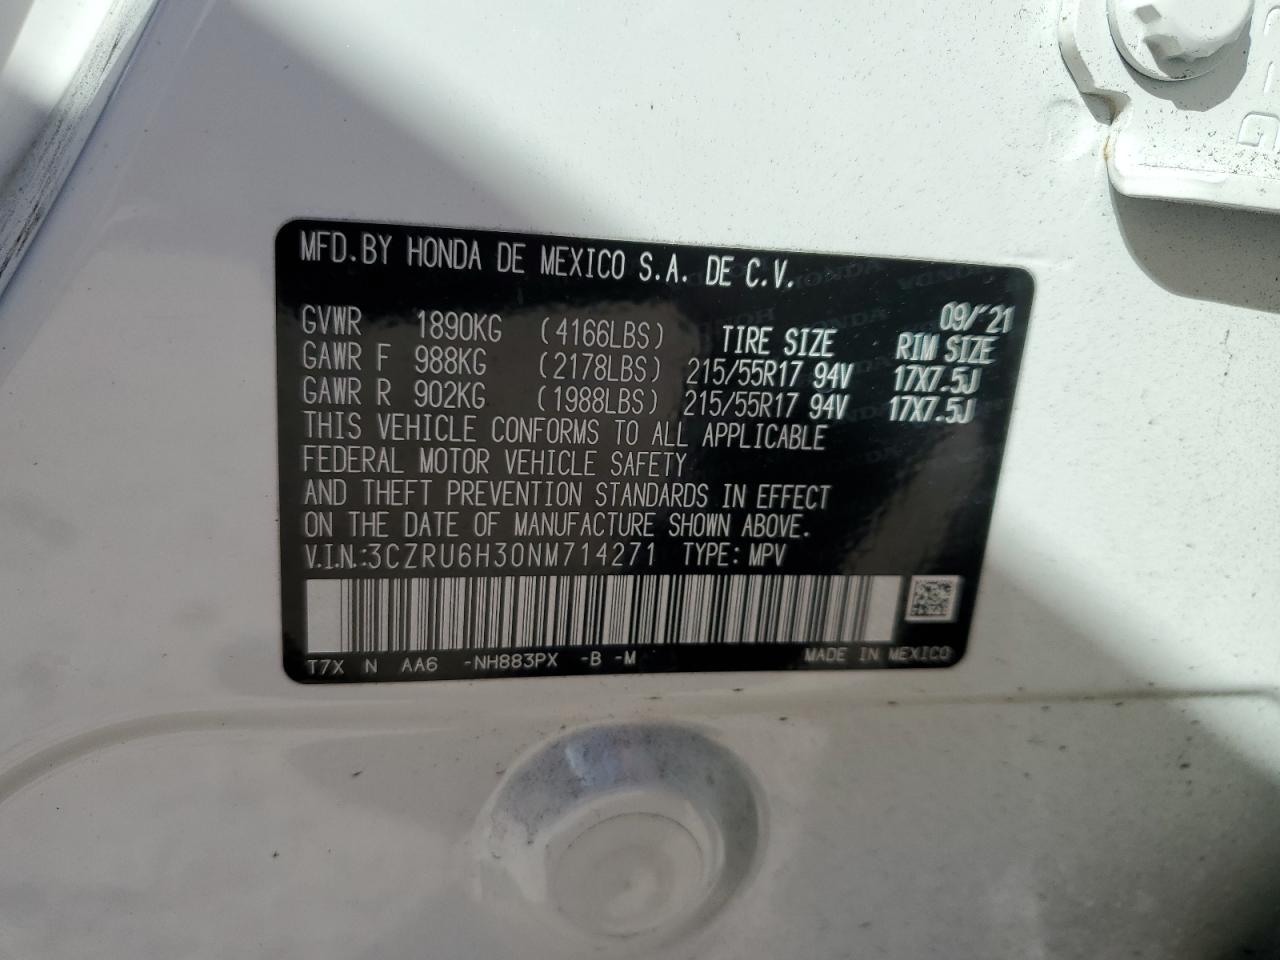 MFD.BY HONDA DE MEXICO S.A. DE C.V.
09/'21
GVWR 1890KG (4166LBS) TIRE SIZE RIM SIZE
GAWR F 988KG (2178LBS) 215/55R17 94V 17X7.5J
GAWR R 902KG (1988LBS) 215/55R17 94V 17X7.5J
THIS VEHICLE CONFORMS TO ALL APPLICABLE
FEDERAL MOTOR VEHICLE SAFETY
AND THEFT PREVENTION STANDARDS IN EFFECT
ON THE DATE OF MANUFACTURE SHOWN ABOVE.
V.I.N.:3CZRU6H30NM714271 TYPE: MPV
T7X N AA6 -NH883PX -B -M MADE IN MEXICO